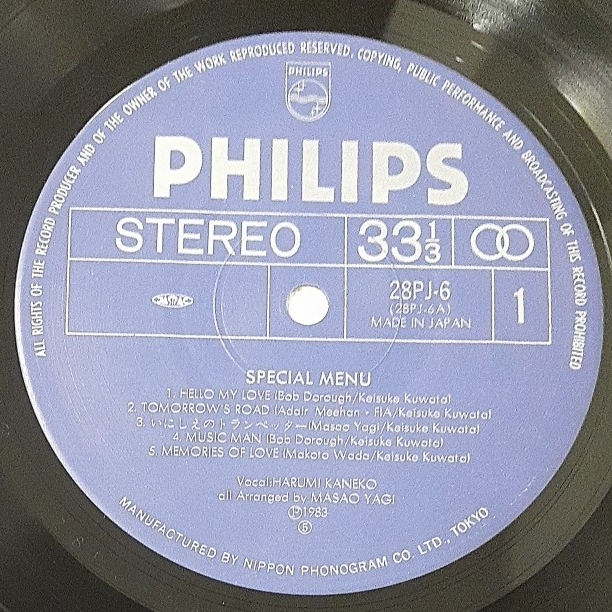 ALL RIGHTS OF THE RECORD PRODUCER AND OF THE OWNER OF THE WORK REPRODUCED RESERVED. COPYING, PUBLIC PERFORMANCE AND BROADCASTING OF THIS RECORD PROHIBITED
PHILIPS
PHILIPS
STEREO 33⅓
28PJ-6
(28PJ-6A)
MADE IN JAPAN
1
JASRAC
SPECIAL MENU
1. HELLO MY LOVE (Bob Dorough/Keisuke Kuwata)
2. TOMORROW'S ROAD (Adair Meehan・FIA/Keisuke Kuwata)
3. いにしえのトランペッター (Masao Yagi/Keisuke Kuwata)
4. MUSIC MAN (Bob Dorough/Keisuke Kuwata)
5. MEMORIES OF LOVE (Makoto Wada/Keisuke Kuwata)
Vocal:HARUMI KANEKO
all Arranged by MASAO YAGI
Ⓟ1983
MANUFACTURED BY NIPPON PHONOGRAM CO. LTD., TOKYO